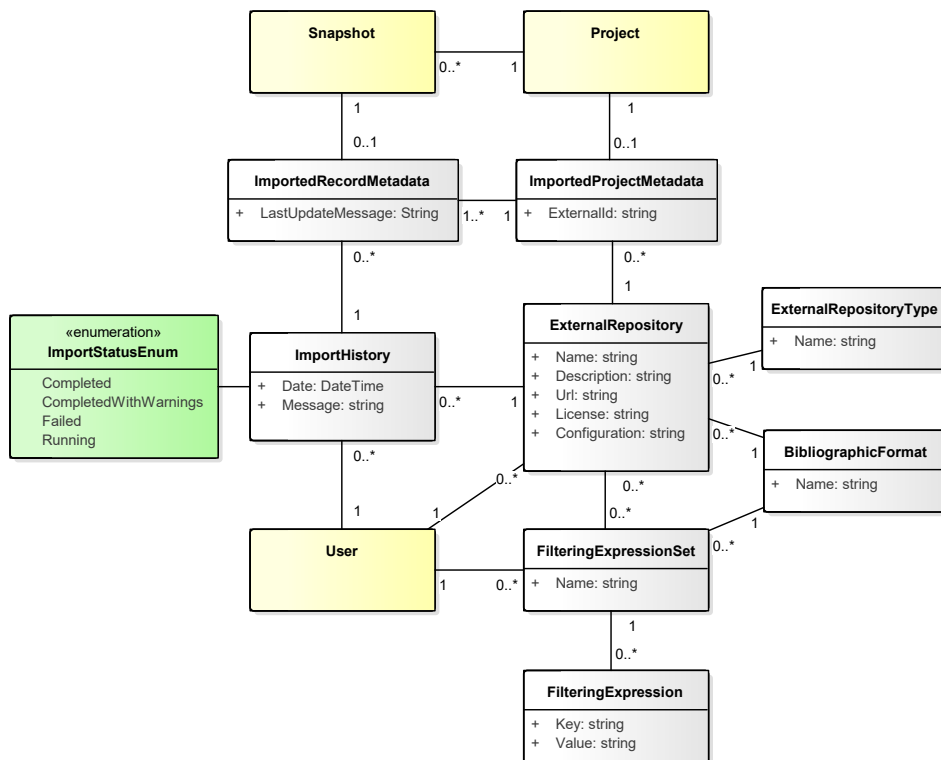 Snapshot
Project
0..*
1
1
0..1
1
0..1
ImportedRecordMetadata
+ LastUpdateMessage: String
ImportedProjectMetadata
+ ExternalId: string
1..*
1
0..*
1
0..*
1
«enumeration»
ImportStatusEnum
Completed
CompletedWithWarnings
Failed
Running
ImportHistory
+ Date: DateTime
+ Message: string
0..*
1
ExternalRepository
+ Name: string
+ Description: string
+ Url: string
+ License: string
+ Configuration: string
ExternalRepositoryType
+ Name: string
0..*
1
0..*
1
BibliographicFormat
+ Name: string
0..*
1
0..*
1
0..*
0..*
1
0..*
User
1
0..*
FilteringExpressionSet
+ Name: string
1
0..*
FilteringExpression
+ Key: string
+ Value: string